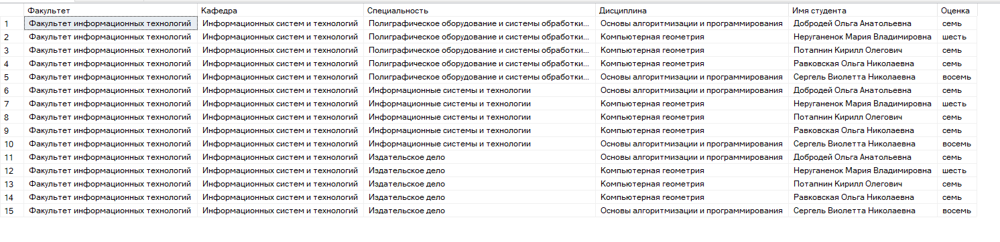 Факультет Кафедра Специальность Дисциплина Имя студента Оценка
1 Факультет информационных технологий Информационных систем и технологий Полиграфическое оборудование и системы обработки... Основы алгоритмизации и программирования Добродей Ольга Анатольевна семь
2 Факультет информационных технологий Информационных систем и технологий Полиграфическое оборудование и системы обработки... Компьютерная геометрия Неруганенок Мария Владимировна шесть
3 Факультет информационных технологий Информационных систем и технологий Полиграфическое оборудование и системы обработки... Компьютерная геометрия Потапнин Кирилл Олегович семь
4 Факультет информационных технологий Информационных систем и технологий Полиграфическое оборудование и системы обработки... Компьютерная геометрия Равковская Ольга Николаевна семь
5 Факультет информационных технологий Информационных систем и технологий Полиграфическое оборудование и системы обработки... Компьютерная геометрия Сергель Виолетта Николаевна восемь
6 Факультет информационных технологий Информационных систем и технологий Информационные системы и технологии Основы алгоритмизации и программирования Добродей Ольга Анатольевна семь
7 Факультет информационных технологий Информационных систем и технологий Информационные системы и технологии Компьютерная геометрия Неруганенок Мария Владимировна шесть
8 Факультет информационных технологий Информационных систем и технологий Информационные системы и технологии Компьютерная геометрия Потапнин Кирилл Олегович семь
9 Факультет информационных технологий Информационных систем и технологий Информационные системы и технологии Компьютерная геометрия Равковская Ольга Николаевна семь
10 Факультет информационных технологий Информационных систем и технологий Информационные системы и технологии Основы алгоритмизации и программирования Сергель Виолетта Николаевна восемь
11 Факультет информационных технологий Информационных систем и технологий Издательское дело Основы алгоритмизации и программирования Добродей Ольга Анатольевна семь
12 Факультет информационных технологий Информационных систем и технологий Издательское дело Компьютерная геометрия Неруганенок Мария Владимировна шесть
13 Факультет информационных технологий Информационных систем и технологий Издательское дело Компьютерная геометрия Потапнин Кирилл Олегович семь
14 Факультет информационных технологий Информационных систем и технологий Издательское дело Компьютерная геометрия Равковская Ольга Николаевна семь
15 Факультет информационных технологий Информационных систем и технологий Издательское дело Основы алгоритмизации и программирования Сергель Виолетта Николаевна восемь